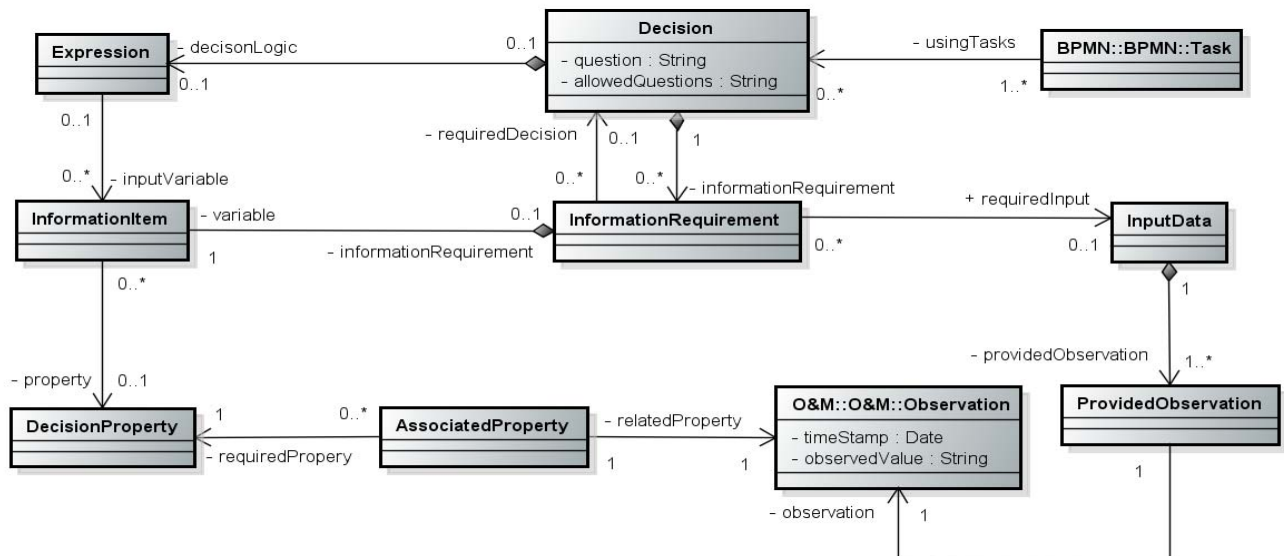 Decision
- question : String
- allowedQuestions : String
Expression
- decisonLogic
0..1
0..1
- usingTasks
BPMN::BPMN::Task
0..*
1..*
0..1
- requiredDecision
0..1
1
0..*
- inputVariable
0..*
0..*
- informationRequirement
InformationItem
- variable
0..1
InformationRequirement
+ requiredInput
InputData
1
- informationRequirement
0..*
0..1
0..*
1
- property
0..1
- providedObservation
1..*
DecisionProperty
1
0..*
AssociatedProperty
- relatedProperty
O&M::O&M::Observation
- timeStamp : Date
- observedValue : String
ProvidedObservation
- requiredPropery
1
1
1
- observation
1